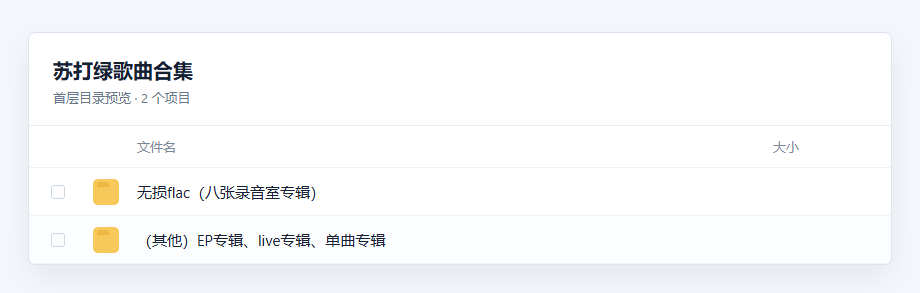 苏打绿歌曲合集
首层目录预览 · 2 个项目
文件名 大小
无损flac（八张录音室专辑）
（其他）EP专辑、live专辑、单曲专辑